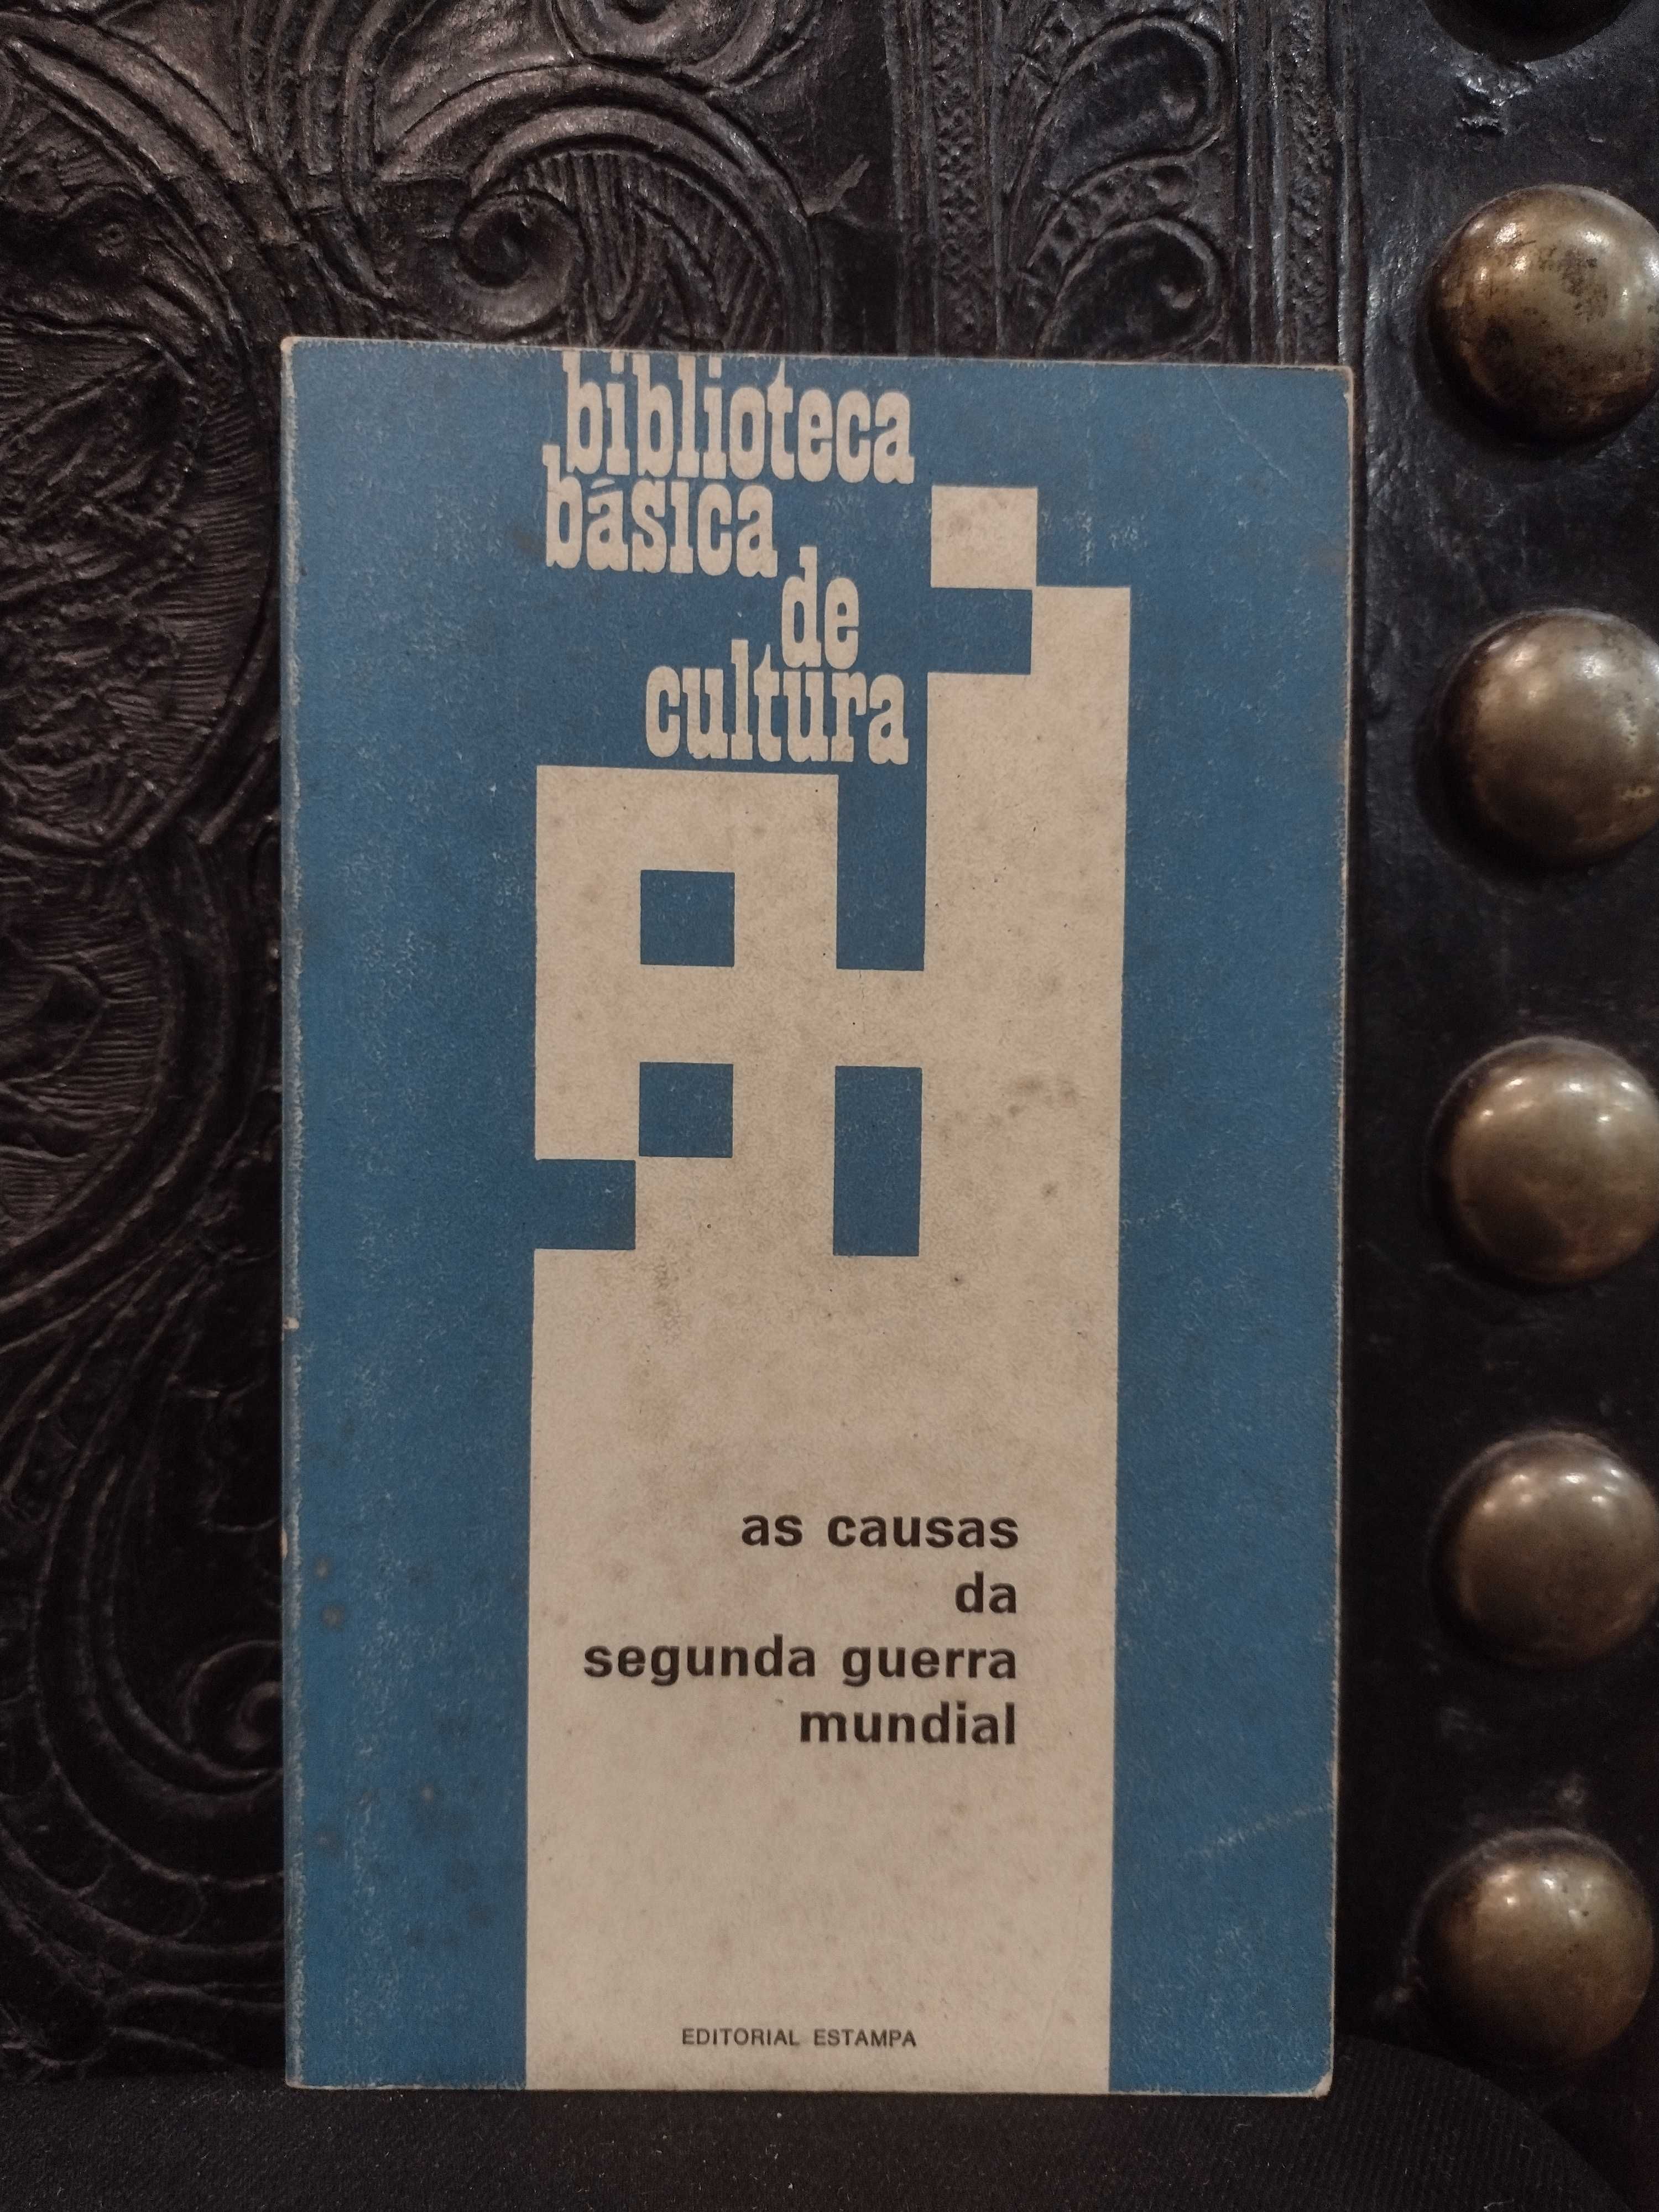 biblioteca
básica
de
cultura
as causas
da
segunda guerra
mundial
EDITORIAL ESTAMPA